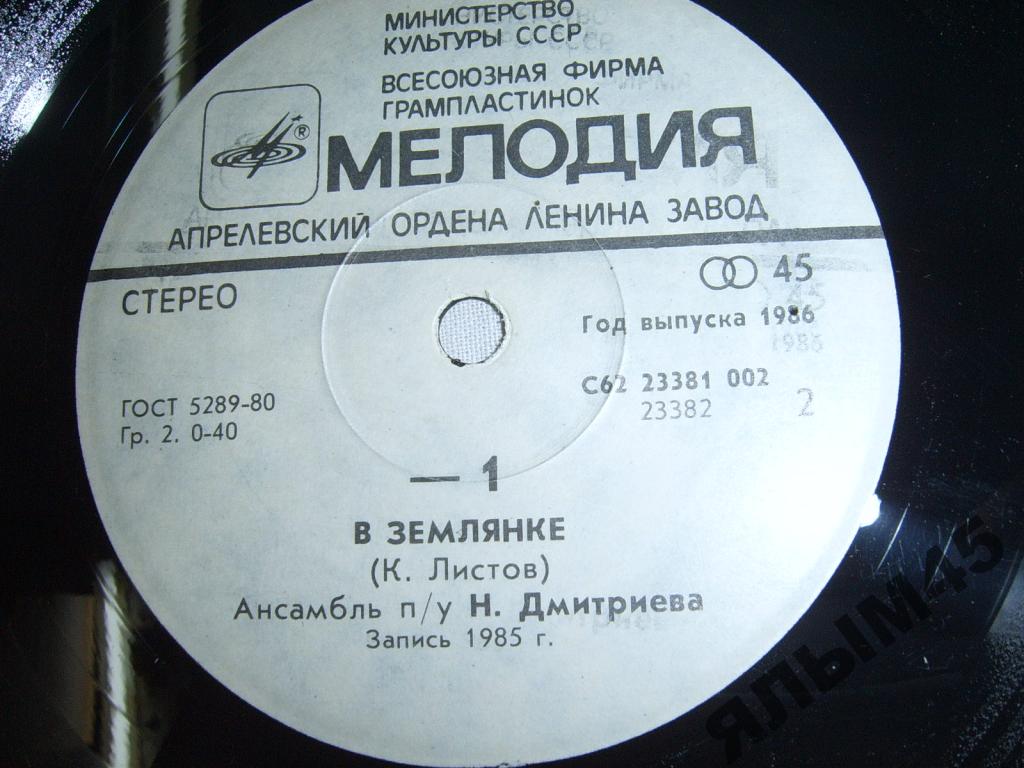 МИНИСТЕРСТВО
КУЛЬТУРЫ СССР
ВСЕСОЮЗНАЯ ФИРМА
ГРАМПЛАСТИНОК
®
МЕЛОДИЯ
АПРЕЛЕВСКИЙ ОРДЕНА ЛЕНИНА ЗАВОД
СТЕРЕО
45
Год выпуска 1986
С62 23381 002
23382
2
ГОСТ 5289-80
Гр. 2. 0-40
— 1
В ЗЕМЛЯНКЕ
(К. Листов)
Ансамбль п/у Н. Дмитриева
Запись 1985 г.
ЯЛЫМ45